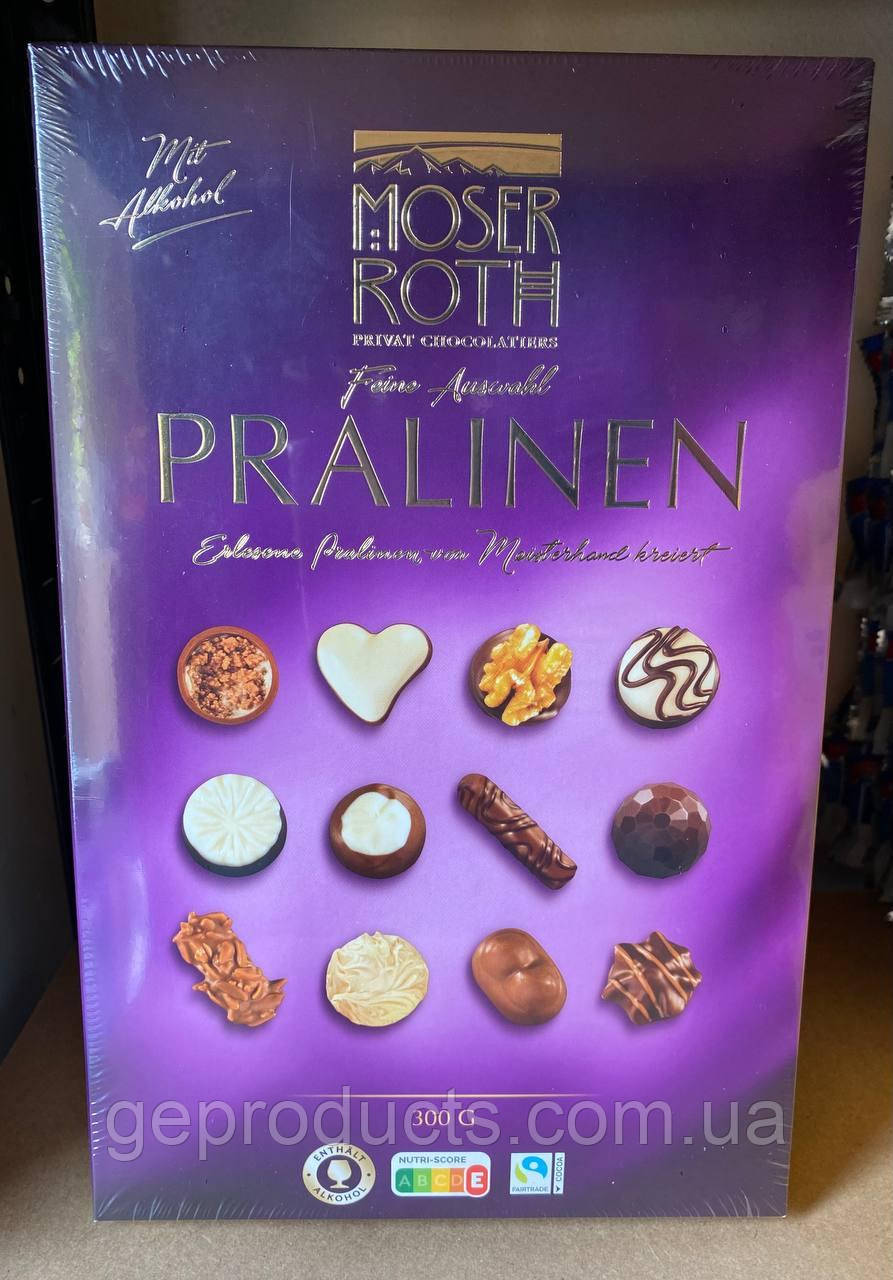 Mit
Alkohol
MOSER
ROTH
PRIVAT CHOCOLATIERS
Feine Auswahl
PRALINEN
Erlesene Pralinen, von Meisterhand kreiert
300 G
geproducts.com.ua
ENTHÄLT
ALKOHOL
NUTRI-SCORE
A B C D E
FAIRTRADE
COCOA